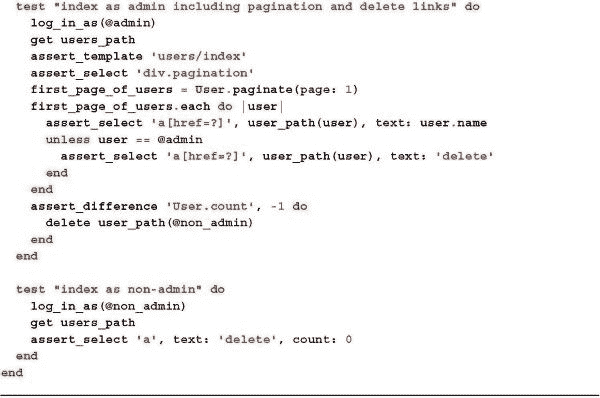 test "index as admin including pagination and delete links" do
log_in_as(@admin)
get users_path
assert_template 'users/index'
assert_select 'div.pagination'
first_page_of_users = User.paginate(page: 1)
first_page_of_users.each do |user|
assert_select 'a[href=?]', user_path(user), text: user.name
unless user == @admin
assert_select 'a[href=?]', user_path(user), text: 'delete'
end
end
assert_difference 'User.count', -1 do
delete user_path(@non_admin)
end
end
test "index as non-admin" do
log_in_as(@non_admin)
get users_path
assert_select 'a', text: 'delete', count: 0
end
end